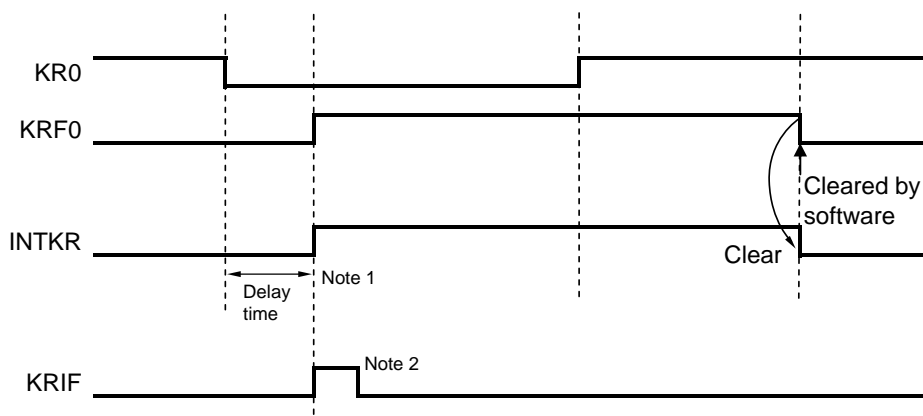 KR0
KRF0
Cleared by
software
INTKR
Clear
Note 1
Delay
time
Note 2
KRIF